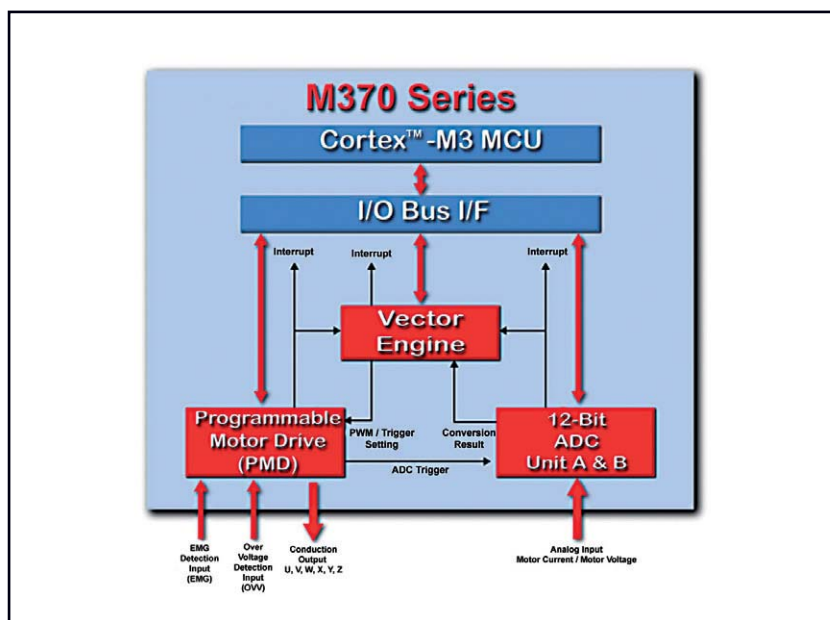 M370 Series
Cortex™-M3 MCU
I/O Bus I/F
Interrupt
Interrupt
Interrupt
Vector
Engine
Programmable
Motor Drive
(PMD)
PWM / Trigger
Setting
Conversion
Result
12-Bit
ADC
Unit A & B
ADC Trigger
EMG
Detection
Input
(EMG)
Over
Voltage
Detection
Input
(OVV)
Conduction
Output
U, V, W, X, Y, Z
Analog Input
Motor Current / Motor Voltage